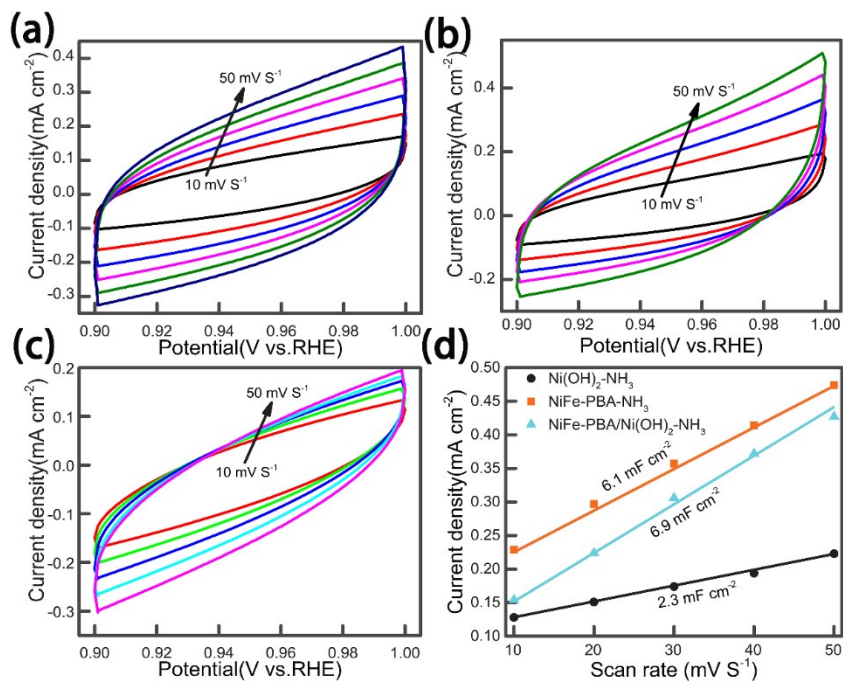 (a)
Current density(mA cm⁻²)
0.4
0.3
0.2
0.1
0.0
-0.1
-0.2
-0.3
50 mV S⁻¹
10 mV S⁻¹
0.90 0.92 0.94 0.96 0.98 1.00
Potential(V vs.RHE)
(b)
Current density(mA cm⁻²)
0.4
0.2
0.0
-0.2
50 mV S⁻¹
10 mV S⁻¹
0.90 0.92 0.94 0.96 0.98 1.00
Potential(V vs.RHE)
(c)
Current density(mA cm⁻²)
0.2
0.1
0.0
-0.1
-0.2
-0.3
50 mV S⁻¹
10 mV S⁻¹
0.90 0.92 0.94 0.96 0.98 1.00
Potential(V vs.RHE)
(d)
Current density(mA cm⁻²)
0.50
0.45
0.40
0.35
0.30
0.25
0.20
0.15
0.10
Ni(OH)₂-NH₃
NiFe-PBA-NH₃
NiFe-PBA/Ni(OH)₂-NH₃
6.1 mF cm⁻²
6.9 mF cm⁻²
2.3 mF cm⁻²
10 20 30 40 50
Scan rate (mV S⁻¹)